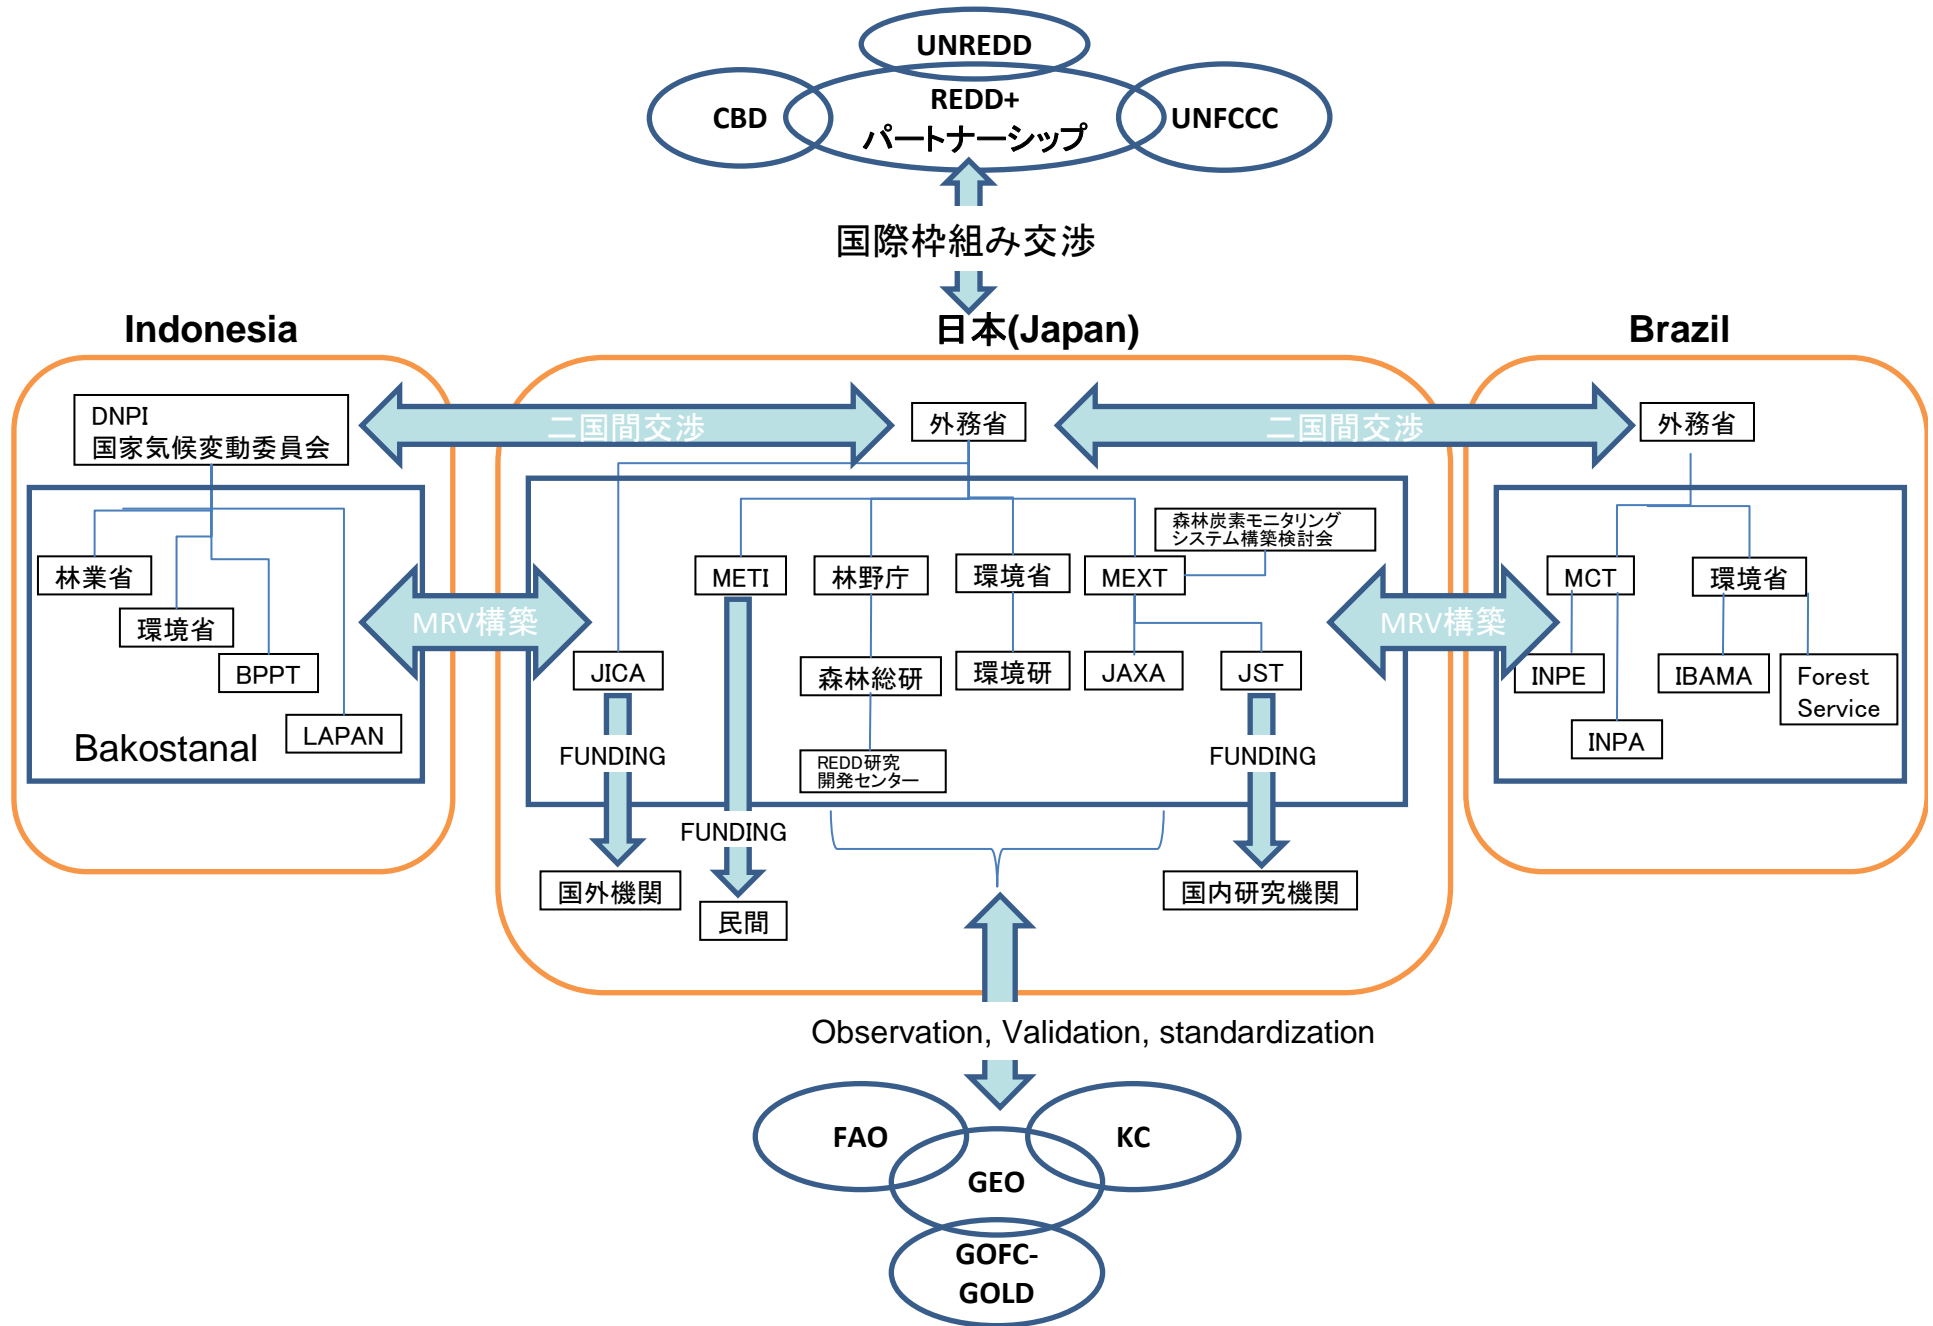 UNREDD
CBD
REDD+
パートナーシップ
UNFCCC
国際枠組み交渉
Indonesia
日本(Japan)
Brazil
DNPI
国家気候変動委員会
二国間交渉
外務省
二国間交渉
外務省
森林炭素モニタリング
システム構築検討会
林業省
METI
林野庁
環境省
MEXT
MCT
環境省
環境省
MRV構築
MRV構築
BPPT
JICA
森林総研
環境研
JAXA
JST
INPE
IBAMA
Forest
Service
LAPAN
Bakostanal
INPA
FUNDING
REDD研究
開発センター
FUNDING
FUNDING
国外機関
民間
国内研究機関
Observation, Validation, standardization
FAO
KC
GEO
GOFC-
GOLD